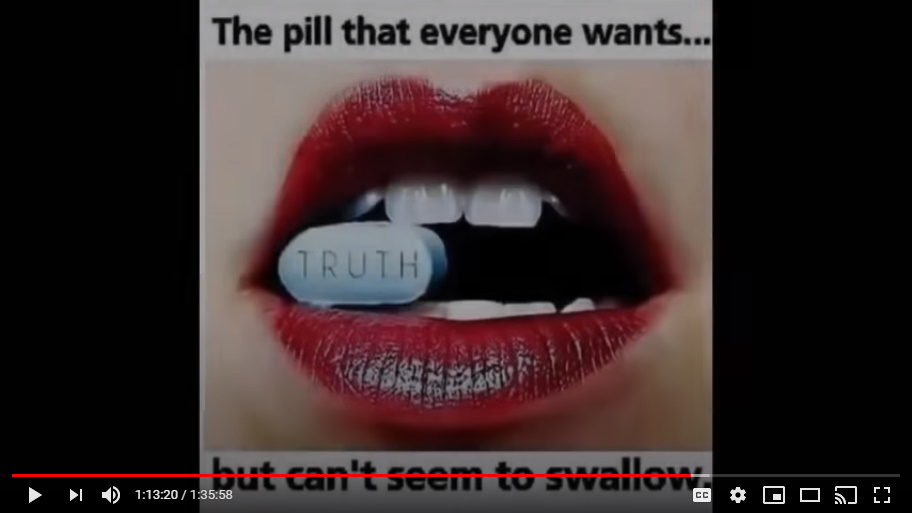 The pill that everyone wants...
TRUTH
but can't seem to swallow.
1:13:20 / 1:35:58
CC